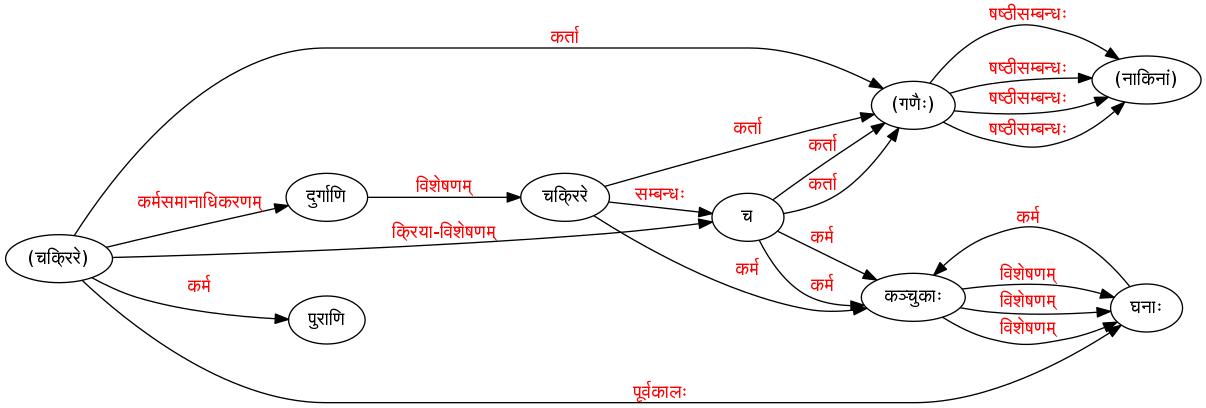 षष्ठीसम्बन्धः
कर्ता
षष्ठीसम्बन्धः
(नाकिनां)
(गणैः)
षष्ठीसम्बन्धः
कर्ता
षष्ठीसम्बन्धः
कर्ता
विशेषणम्
कर्ता
कर्मसमानाधिकरणम्
दुर्गाणि
चक्रिरे
सम्बन्धः
च
कर्म
क्रिया-विशेषणम्
कर्म
(चक्रिरे)
कर्म
विशेषणम्
कर्म
कर्म
कञ्चुकाः
विशेषणम्
घनाः
पुराणि
विशेषणम्
पूर्वकालः